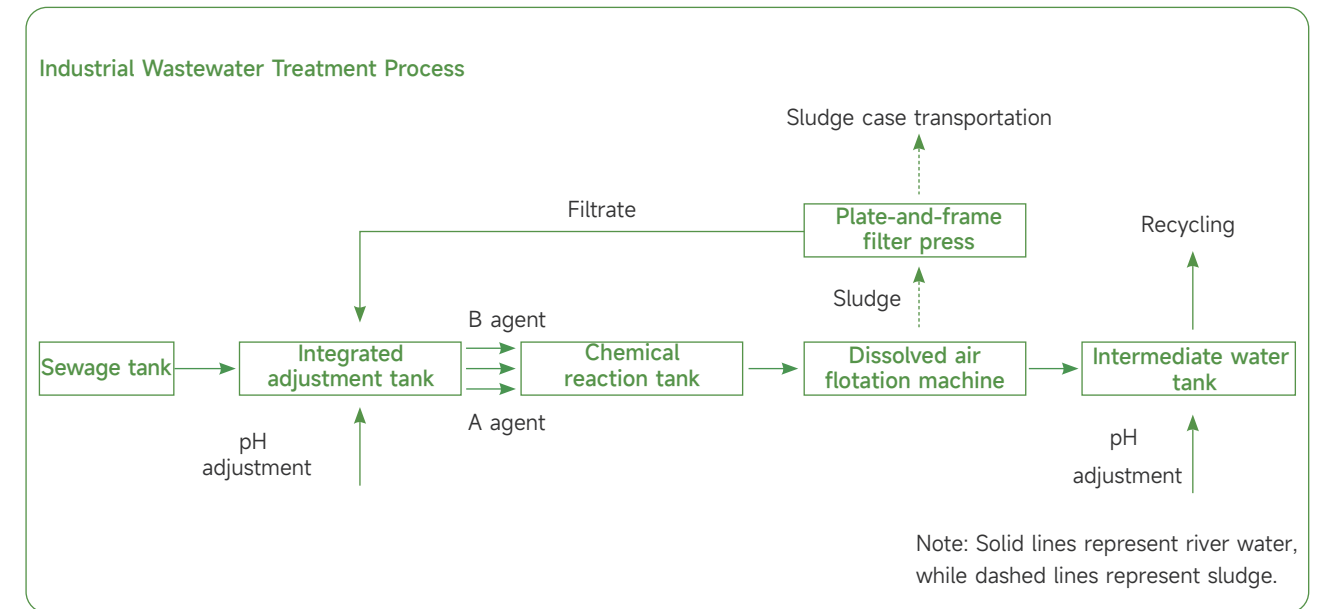 Industrial Wastewater Treatment Process
Sludge case transportation
Filtrate
Plate-and-frame
filter press
Recycling
Sludge
B agent
Sewage tank
Integrated
adjustment tank
Chemical
reaction tank
Dissolved air
flotation machine
Intermediate water
tank
A agent
pH
adjustment
pH
adjustment
Note: Solid lines represent river water,
while dashed lines represent sludge.